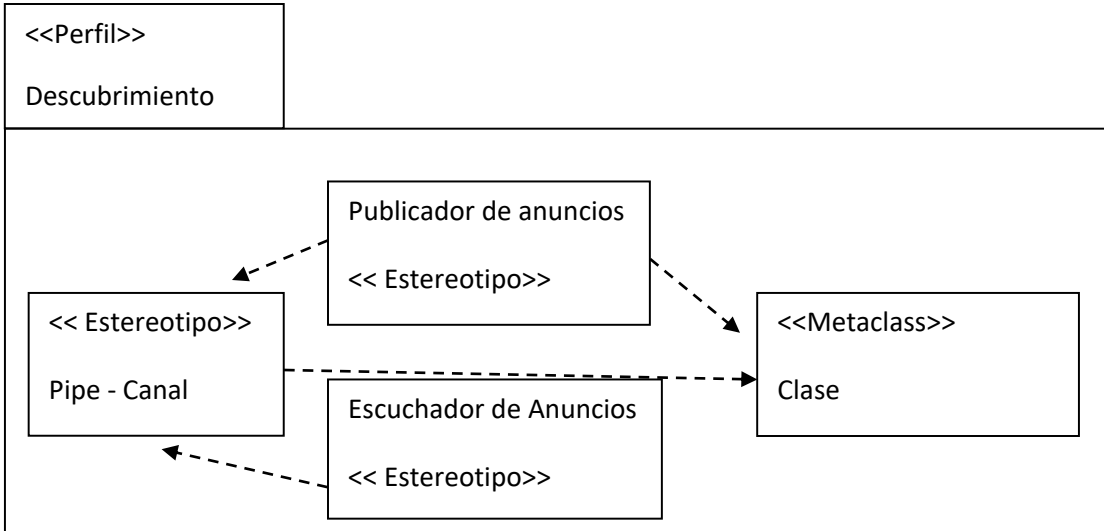 <<Perfil>>
Descubrimiento
Publicador de anuncios
<< Estereotipo>>
<< Estereotipo>>
Pipe - Canal
<<Metaclass>>
Clase
Escuchador de Anuncios
<< Estereotipo>>